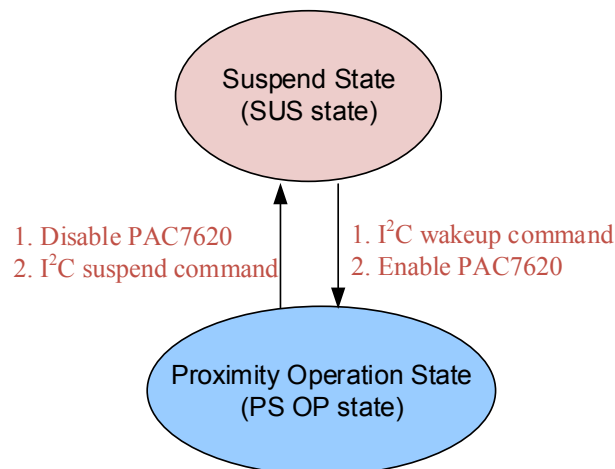 Suspend State
(SUS state)
1. Disable PAC7620
2. I²C suspend command
1. I²C wakeup command
2. Enable PAC7620
Proximity Operation State
(PS OP state)